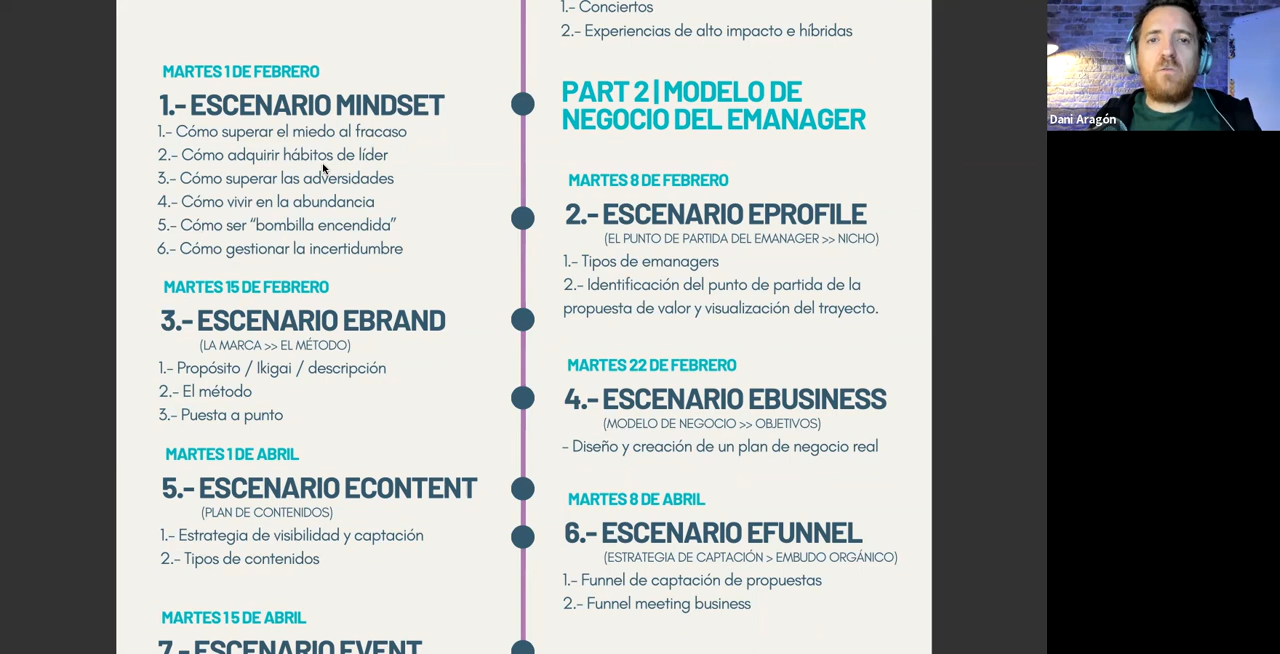 1.- Conciertos
2.- Experiencias de alto impacto e híbridas
MARTES 1 DE FEBRERO
1.- ESCENARIO MINDSET
1.- Cómo superar el miedo al fracaso
2.- Cómo adquirir hábitos de líder
3.- Cómo superar las adversidades
4.- Cómo vivir en la abundancia
5.- Cómo ser “bombilla encendida”
6.- Cómo gestionar la incertidumbre
PART 2 | MODELO DE
NEGOCIO DEL EMANAGER
MARTES 8 DE FEBRERO
2.- ESCENARIO EPROFILE
(EL PUNTO DE PARTIDA DEL EMANAGER >> NICHO)
1.- Tipos de emanagers
2.- Identificación del punto de partida de la
propuesta de valor y visualización del trayecto.
MARTES 15 DE FEBRERO
3.- ESCENARIO EBRAND
(LA MARCA >> EL MÉTODO)
1.- Propósito / Ikigai / descripción
2.- El método
3.- Puesta a punto
MARTES 22 DE FEBRERO
4.- ESCENARIO EBUSINESS
(MODELO DE NEGOCIO >> OBJETIVOS)
- Diseño y creación de un plan de negocio real
MARTES 1 DE ABRIL
5.- ESCENARIO ECONTENT
(PLAN DE CONTENIDOS)
1.- Estrategia de visibilidad y captación
2.- Tipos de contenidos
MARTES 8 DE ABRIL
6.- ESCENARIO EFUNNEL
(ESTRATEGIA DE CAPTACIÓN > EMBUDO ORGÁNICO)
1.- Funnel de captación de propuestas
2.- Funnel meeting business
MARTES 15 DE ABRIL
7.- ESCENARIO EVENT
Dani Aragón